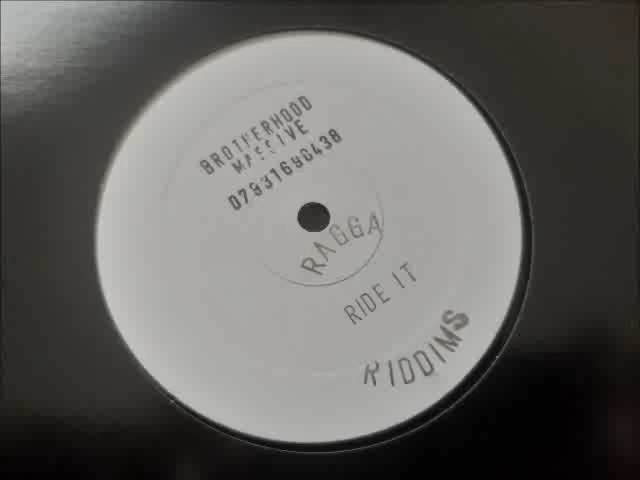 BROTHERHOOD
MASSIVE
07931690438
RAGGA
RIDE IT
RIDDIMS